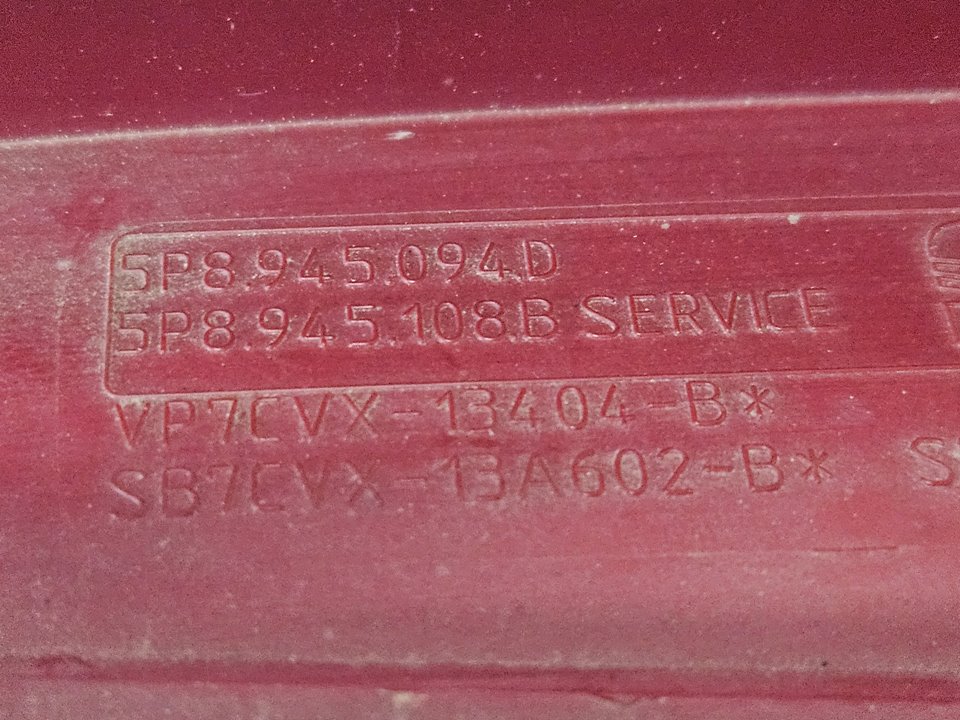 5P8.945.094.D
5P8.945.108.B SERVICE
VP7CVX-13404-B*
SB7CVX-13A602-B*